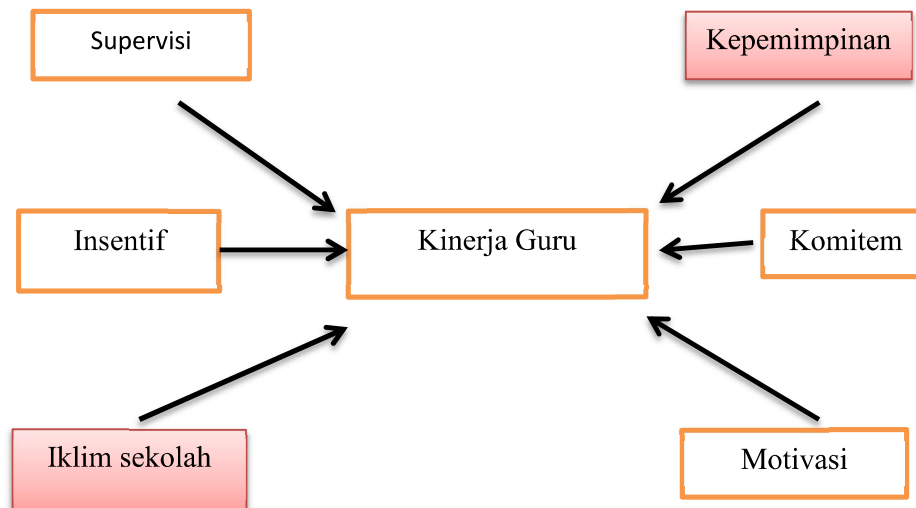 Supervisi
Kepemimpinan
Insentif
Kinerja Guru
Komitem
Iklim sekolah
Motivasi